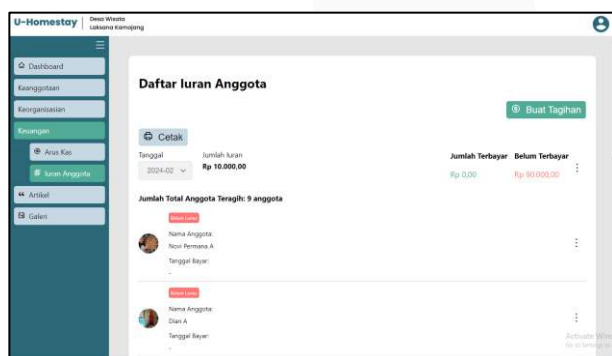 U-Homestay
Desa Wisata
Laksana Kamojang
Dashboard
Keanggotaan
Keorganisasian
Keuangan
Arus Kas
Iuran Anggota
Artikel
Galeri
Daftar Iuran Anggota
Buat Tagihan
Cetak
Tanggal
2024-02
Jumlah Iuran
Rp 10.000,00
Jumlah Terbayar
Rp 0,00
Belum Terbayar
Rp 90.000,00
Jumlah Total Anggota Teragih: 9 anggota
Belum Lunas
Nama Anggota:
Novi Permana A
Tanggal Bayar:
-
Belum Lunas
Nama Anggota:
Dian A
Tanggal Bayar:
-